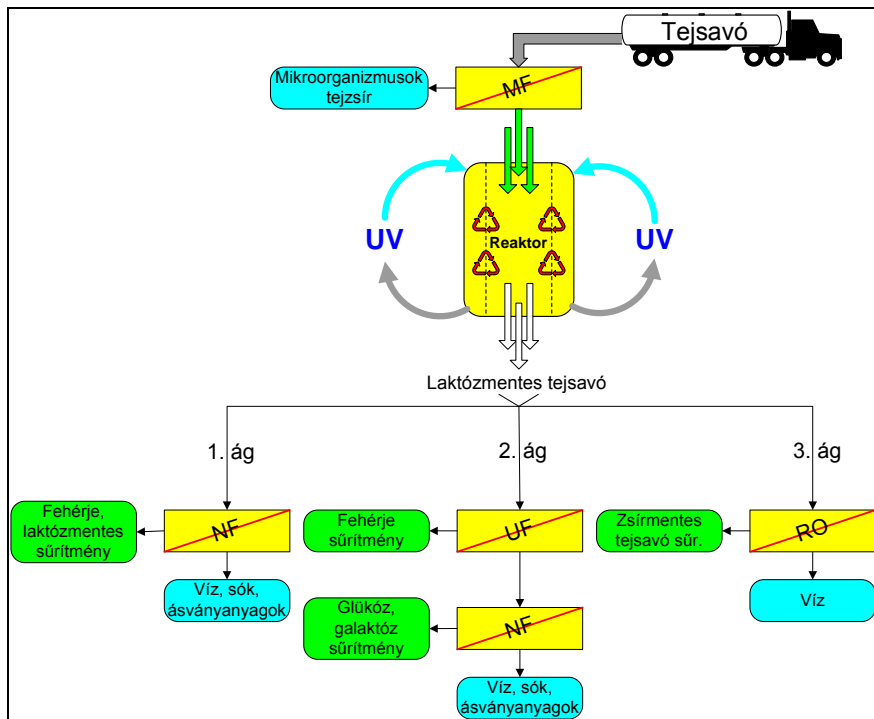 Tejsavó
Mikroorganizmusok
tejzsír
MF
UV
Reaktor
UV
Laktózmentes tejsavó
1. ág
2. ág
3. ág
Fehérje,
laktózmentes
sűrítmény
NF
Fehérje
sűrítmény
UF
Zsírmentes
tejsavó sűr.
RO
Víz, sók,
ásványanyagok
Víz
Glükóz,
galaktóz
sűrítmény
NF
Víz, sók,
ásványanyagok